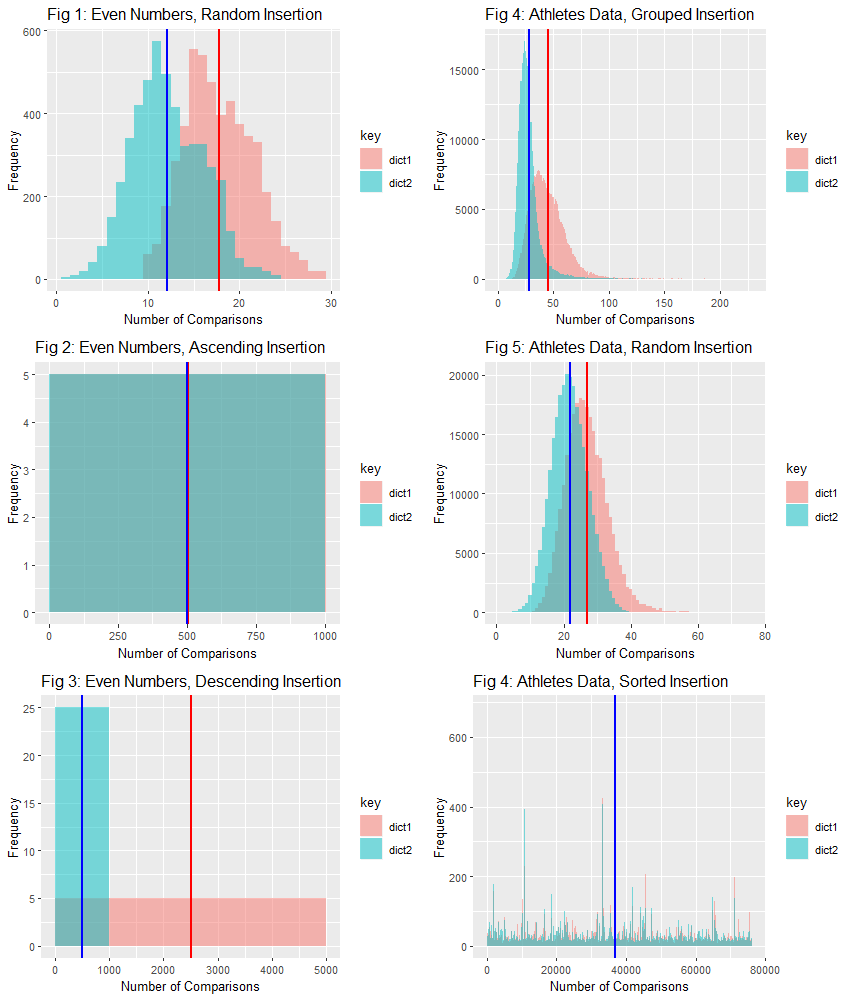 Fig 1: Even Numbers, Random Insertion
600
400
200
0
Frequency
0 10 20 30
Number of Comparisons
key
dict1
dict2
Fig 4: Athletes Data, Grouped Insertion
15000
10000
5000
0
Frequency
0 50 100 150 200
Number of Comparisons
key
dict1
dict2
Fig 2: Even Numbers, Ascending Insertion
5
4
3
2
1
0
Frequency
0 250 500 750 1000
Number of Comparisons
key
dict1
dict2
Fig 5: Athletes Data, Random Insertion
20000
15000
10000
5000
0
Frequency
0 20 40 60 80
Number of Comparisons
key
dict1
dict2
Fig 3: Even Numbers, Descending Insertion
25
20
15
10
5
0
Frequency
0 1000 2000 3000 4000 5000
Number of Comparisons
key
dict1
dict2
Fig 4: Athletes Data, Sorted Insertion
600
400
200
0
Frequency
0 20000 40000 60000 80000
Number of Comparisons
key
dict1
dict2